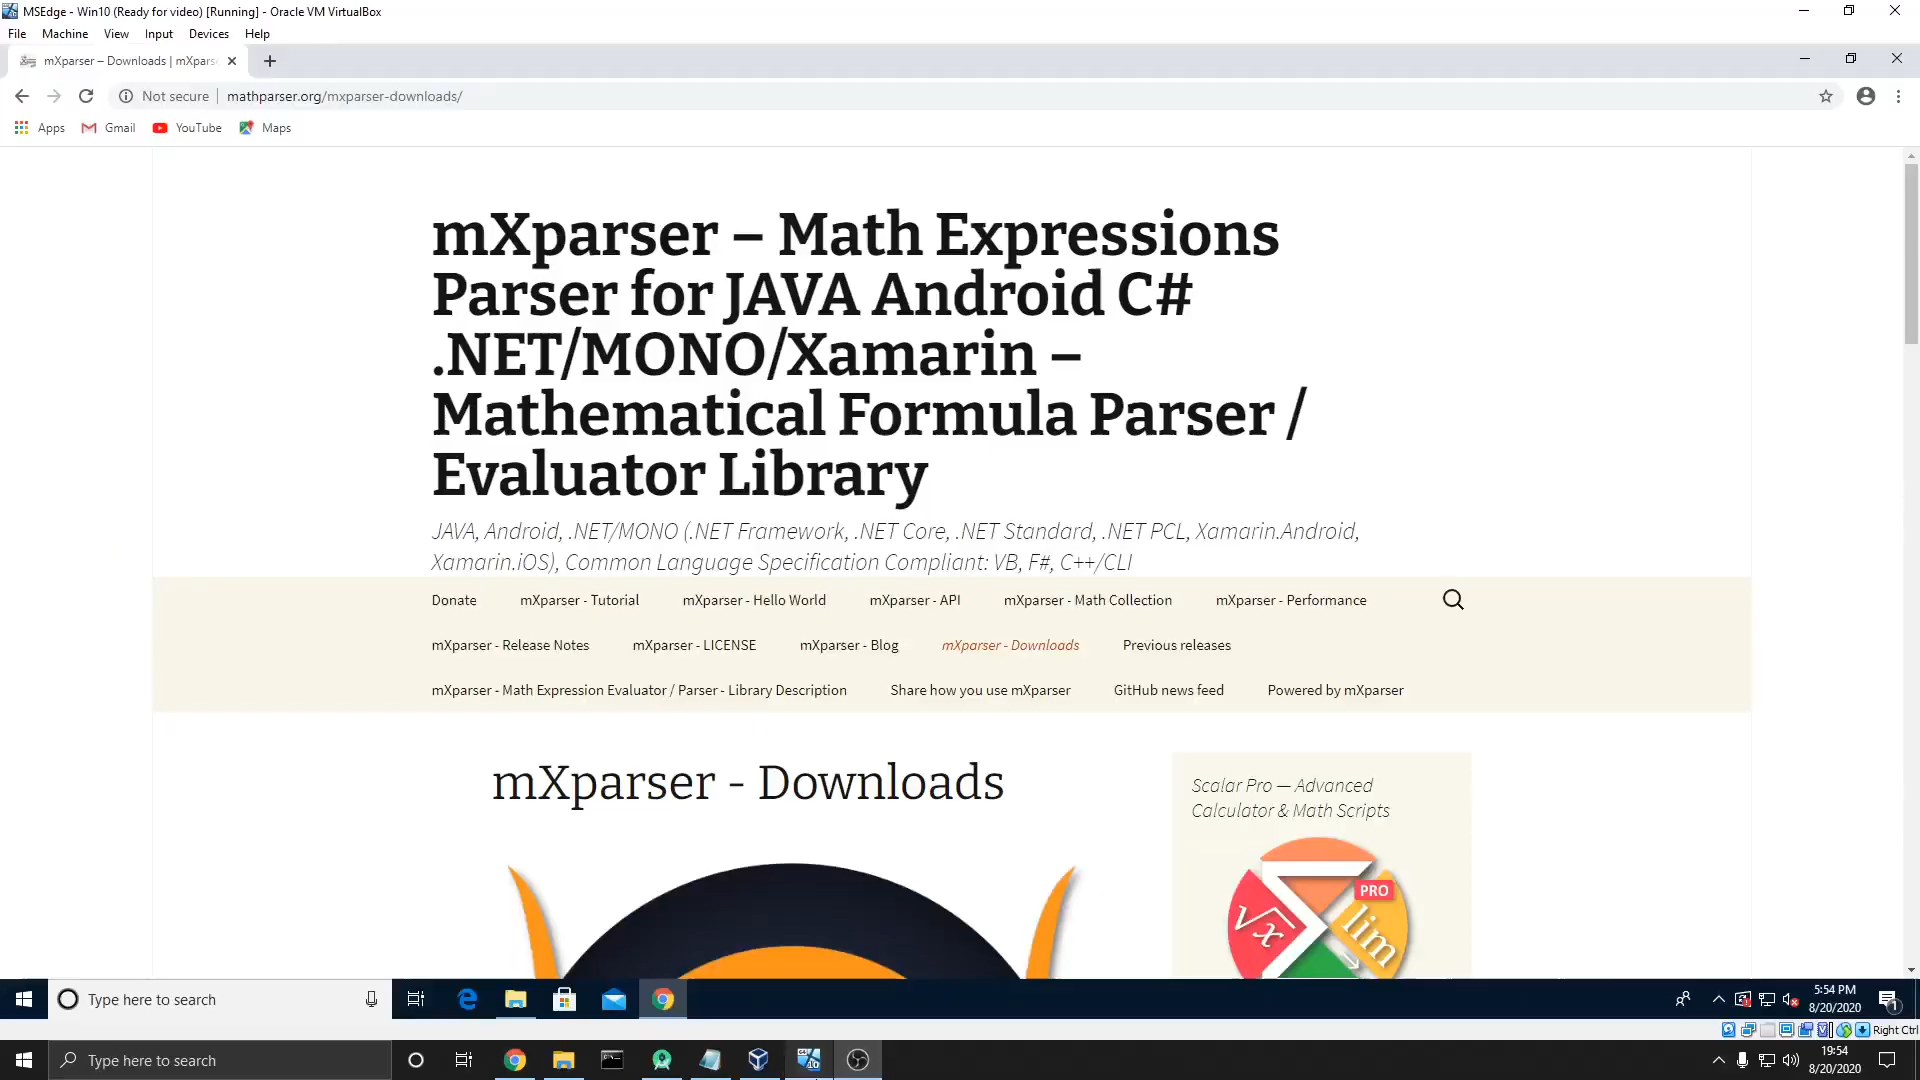 MSEdge - Win10 (Ready for video) [Running] - Oracle VM VirtualBox
File Machine View Input Devices Help
mXparser – Downloads | mXpars
Not secure mathparser.org/mxparser-downloads/
Apps Gmail YouTube Maps
mXparser – Math Expressions
Parser for JAVA Android C#
.NET/MONO/Xamarin –
Mathematical Formula Parser /
Evaluator Library
JAVA, Android, .NET/MONO (.NET Framework, .NET Core, .NET Standard, .NET PCL, Xamarin.Android,
Xamarin.iOS), Common Language Specification Compliant: VB, F#, C++/CLI
Donate mXparser - Tutorial mXparser - Hello World mXparser - API mXparser - Math Collection mXparser - Performance
mXparser - Release Notes mXparser - LICENSE mXparser - Blog mXparser - Downloads Previous releases
mXparser - Math Expression Evaluator / Parser - Library Description Share how you use mXparser GitHub news feed Powered by mXparser
mXparser - Downloads
Scalar Pro — Advanced
Calculator & Math Scripts
PRO
√x
lim
Type here to search
5:54 PM
8/20/2020
1
Right Ctrl
Type here to search
19:54
8/20/2020